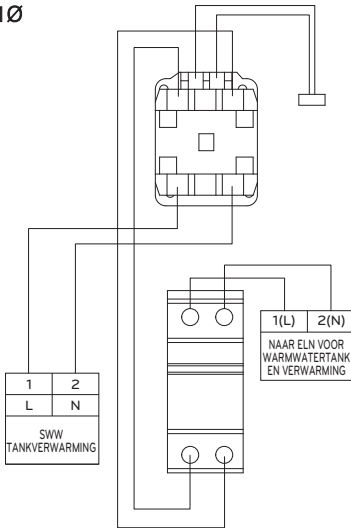 1Ø
1(L) 2(N)
NAAR ELN VOOR
WARMWATERTANK
EN VERWARMING
1 2
L N
SWW
TANKVERWARMING